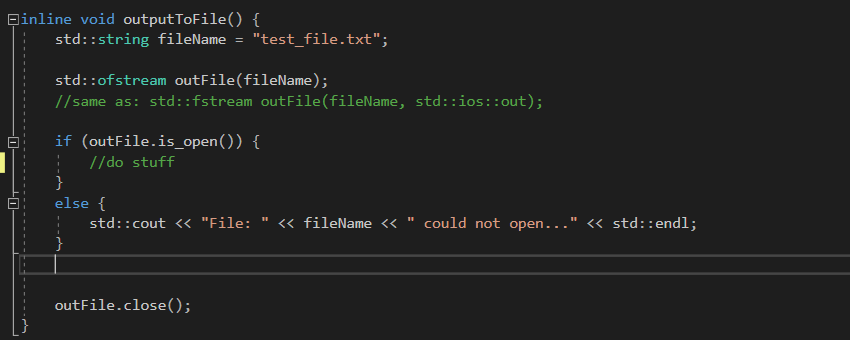 inline void outputToFile() {
std::string fileName = "test_file.txt";
std::ofstream outFile(fileName);
//same as: std::fstream outFile(fileName, std::ios::out);
if (outFile.is_open()) {
//do stuff
}
else {
std::cout << "File: " << fileName << " could not open..." << std::endl;
}
outFile.close();
}